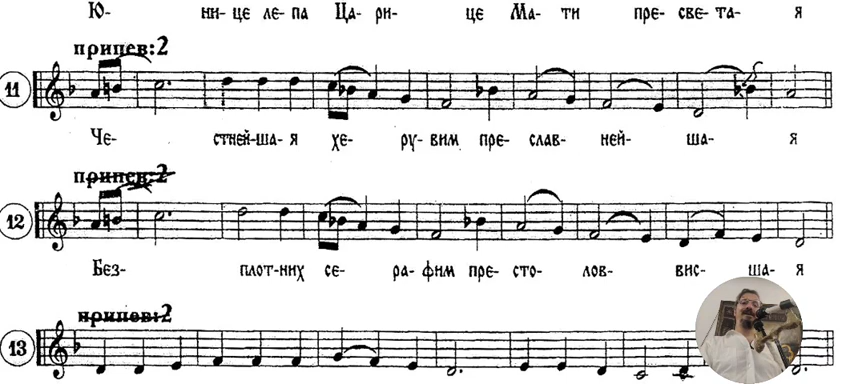 Ю- ни- це ле- па Ца- ри- це Ма- ти пре- све- та- я
припев:2
11
Че- стней-ша- я хе- ру- вим пре- слав- ней- ша- я
припев:2
12
Без- плот-них се- ра- фим пре- сто- лов- вис- ша- я
припев:2
13